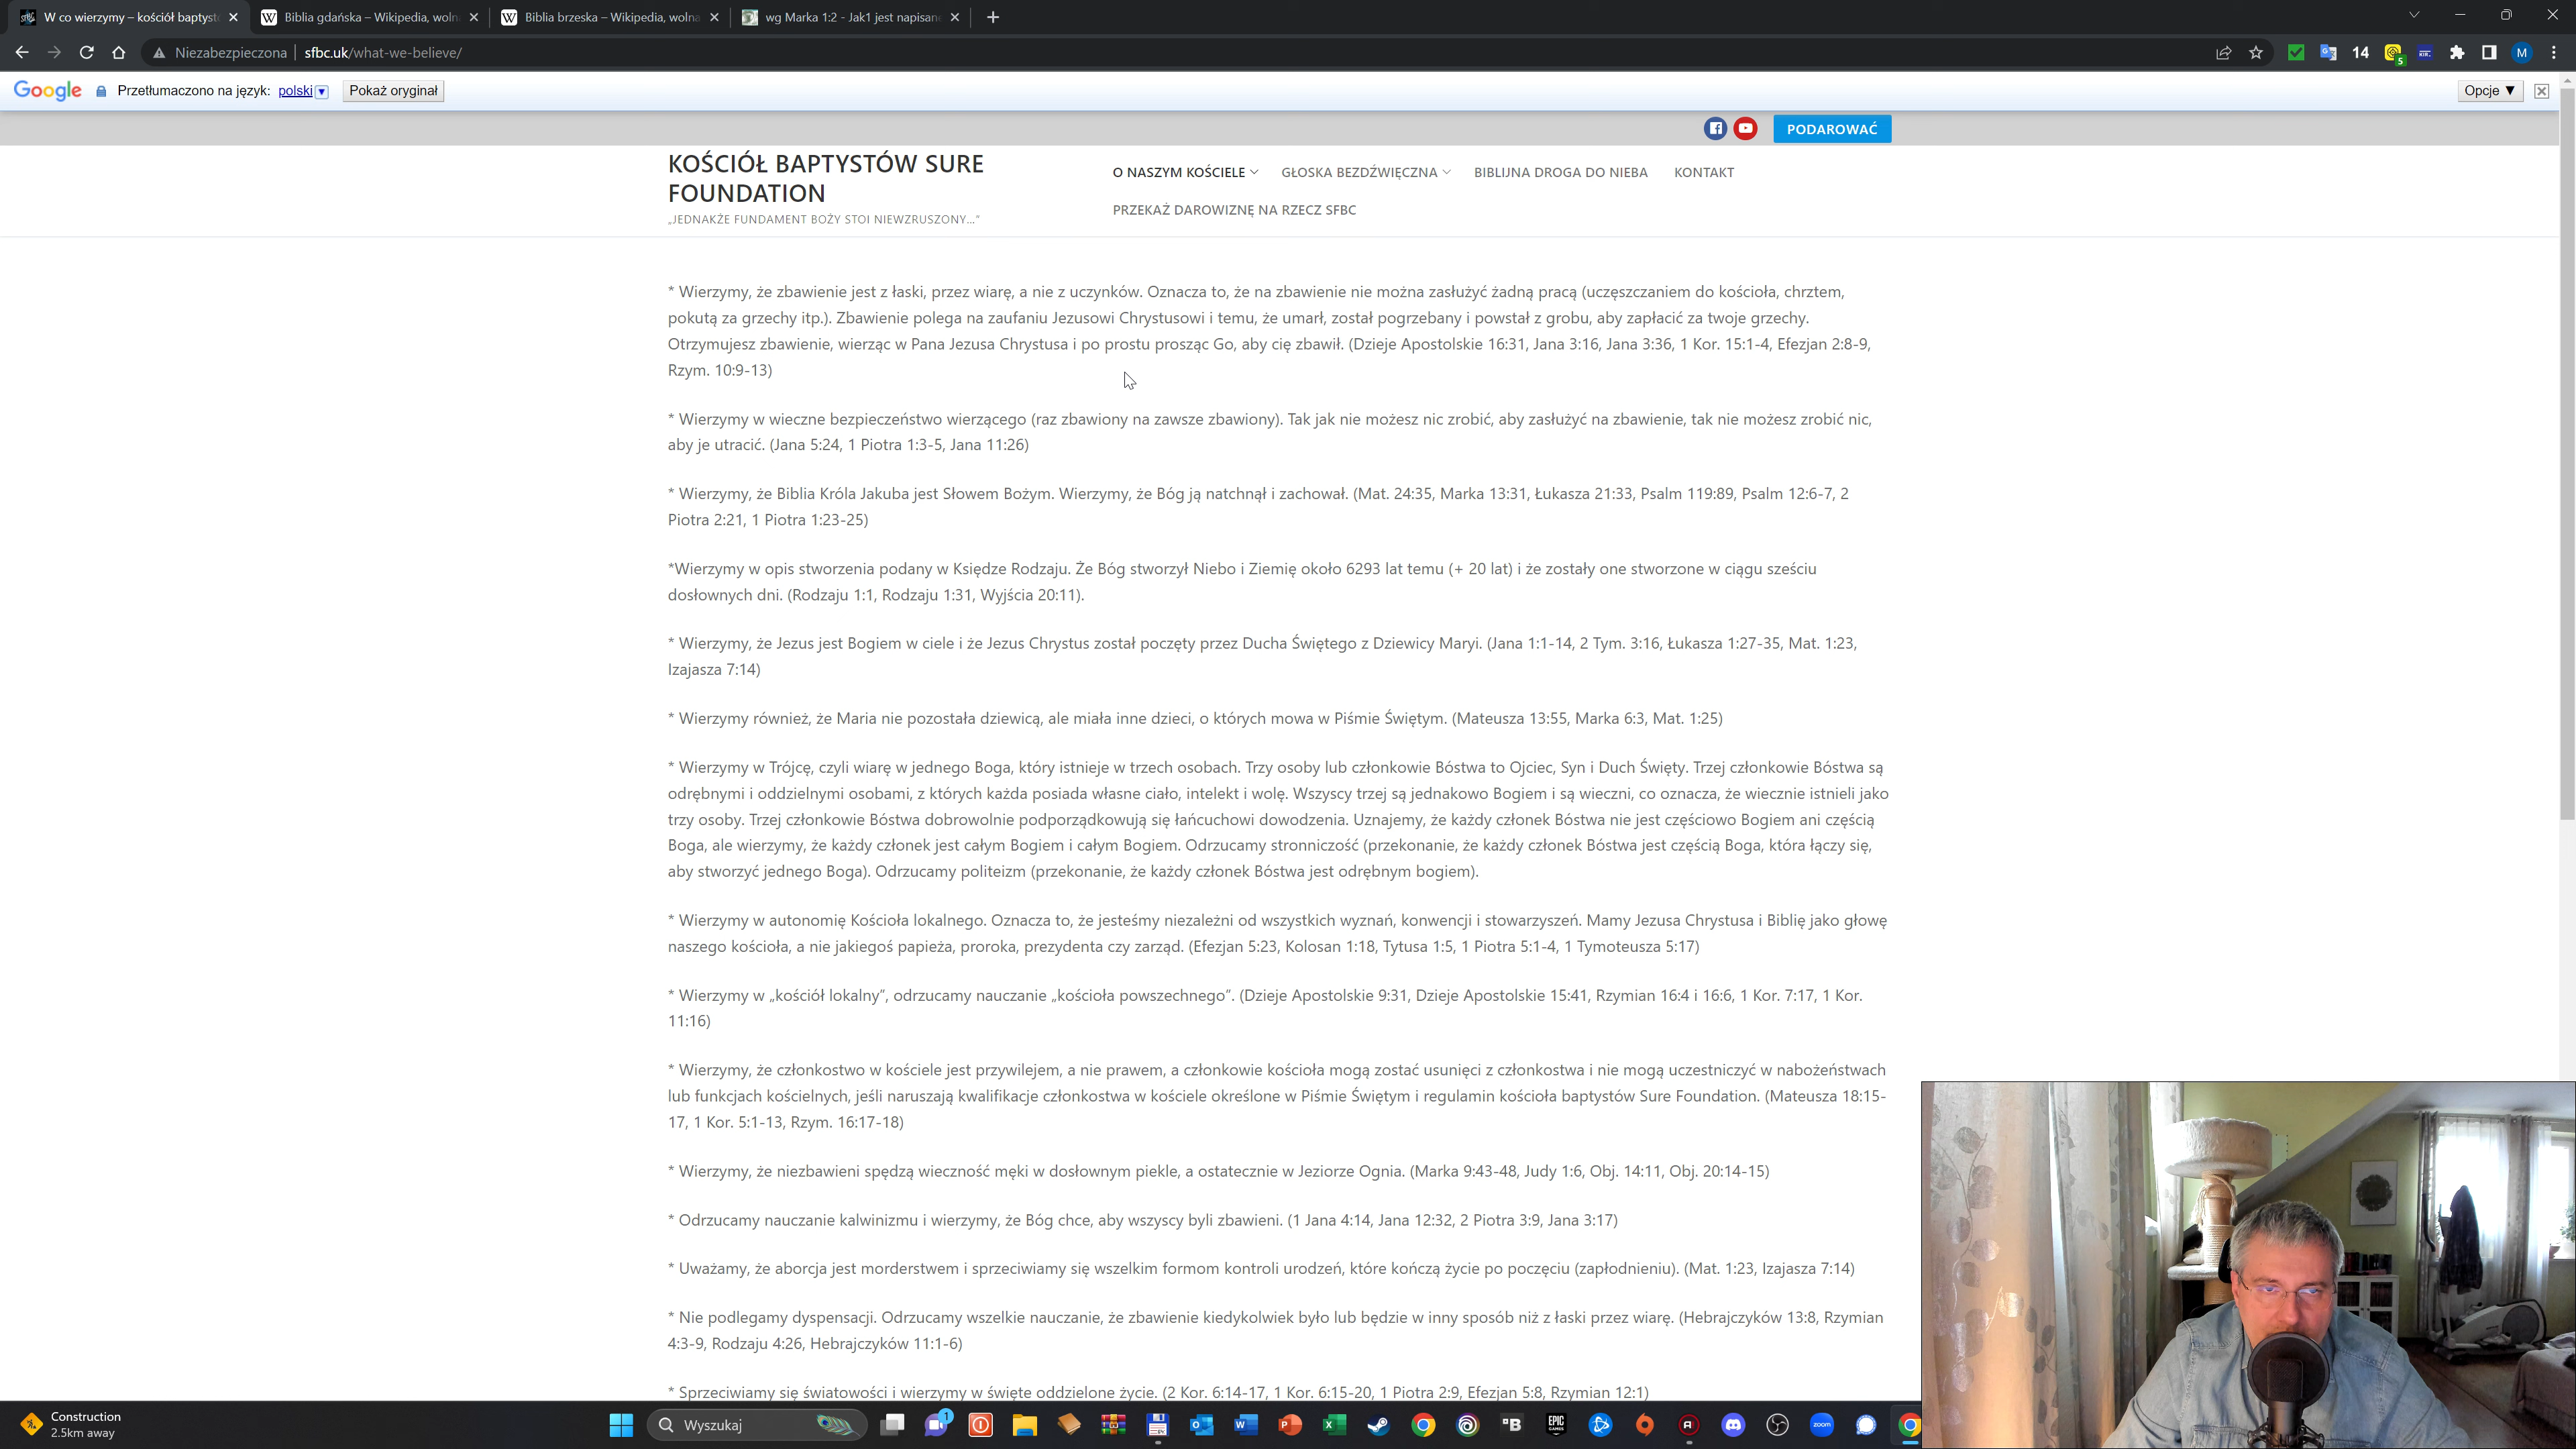 W co wierzymy – kościół baptyst
Biblia gdańska – Wikipedia, woln
Biblia brzeska – Wikipedia, wolna
wg Marka 1:2 - Jak1 jest napisan
Niezabezpieczona
sfbc.uk/what-we-believe/
14
5
M
Google
Przetłumaczono na język: polski
Pokaż oryginał
Opcje ▼
PODAROWAĆ
KOŚCIÓŁ BAPTYSTÓW SURE
FOUNDATION
„JEDNAKŻE FUNDAMENT BOŻY STOI NIEWZRUSZONY…"
O NASZYM KOŚCIELE
GŁOSKA BEZDŹWIĘCZNA
BIBLIJNA DROGA DO NIEBA
KONTAKT
PRZEKAŻ DAROWIZNĘ NA RZECZ SFBC
* Wierzymy, że zbawienie jest z łaski, przez wiarę, a nie z uczynków. Oznacza to, że na zbawienie nie można zasłużyć żadną pracą (uczęszczaniem do kościoła, chrztem,
pokutą za grzechy itp.). Zbawienie polega na zaufaniu Jezusowi Chrystusowi i temu, że umarł, został pogrzebany i powstał z grobu, aby zapłacić za twoje grzechy.
Otrzymujesz zbawienie, wierząc w Pana Jezusa Chrystusa i po prostu prosząc Go, aby cię zbawił. (Dzieje Apostolskie 16:31, Jana 3:16, Jana 3:36, 1 Kor. 15:1-4, Efezjan 2:8-9,
Rzym. 10:9-13)
* Wierzymy w wieczne bezpieczeństwo wierzącego (raz zbawiony na zawsze zbawiony). Tak jak nie możesz nic zrobić, aby zasłużyć na zbawienie, tak nie możesz zrobić nic,
aby je utracić. (Jana 5:24, 1 Piotra 1:3-5, Jana 11:26)
* Wierzymy, że Biblia Króla Jakuba jest Słowem Bożym. Wierzymy, że Bóg ją natchnął i zachował. (Mat. 24:35, Marka 13:31, Łukasza 21:33, Psalm 119:89, Psalm 12:6-7, 2
Piotra 2:21, 1 Piotra 1:23-25)
*Wierzymy w opis stworzenia podany w Księdze Rodzaju. Że Bóg stworzył Niebo i Ziemię około 6293 lat temu (+ 20 lat) i że zostały one stworzone w ciągu sześciu
dosłownych dni. (Rodzaju 1:1, Rodzaju 1:31, Wyjścia 20:11).
* Wierzymy, że Jezus jest Bogiem w ciele i że Jezus Chrystus został poczęty przez Ducha Świętego z Dziewicy Maryi. (Jana 1:1-14, 2 Tym. 3:16, Łukasza 1:27-35, Mat. 1:23,
Izajasza 7:14)
* Wierzymy również, że Maria nie pozostała dziewicą, ale miała inne dzieci, o których mowa w Piśmie Świętym. (Mateusza 13:55, Marka 6:3, Mat. 1:25)
* Wierzymy w Trójcę, czyli wiarę w jednego Boga, który istnieje w trzech osobach. Trzy osoby lub członkowie Bóstwa to Ojciec, Syn i Duch Święty. Trzej członkowie Bóstwa są
odrębnymi i oddzielnymi osobami, z których każda posiada własne ciało, intelekt i wolę. Wszyscy trzej są jednakowo Bogiem i są wieczni, co oznacza, że wiecznie istnieli jako
trzy osoby. Trzej członkowie Bóstwa dobrowolnie podporządkowują się łańcuchowi dowodzenia. Uznajemy, że każdy członek Bóstwa nie jest częściowo Bogiem ani częścią
Boga, ale wierzymy, że każdy członek jest całym Bogiem i całym Bogiem. Odrzucamy stronniczość (przekonanie, że każdy członek Bóstwa jest częścią Boga, która łączy się,
aby stworzyć jednego Boga). Odrzucamy politeizm (przekonanie, że każdy członek Bóstwa jest odrębnym bogiem).
* Wierzymy w autonomię Kościoła lokalnego. Oznacza to, że jesteśmy niezależni od wszystkich wyznań, konwencji i stowarzyszeń. Mamy Jezusa Chrystusa i Biblię jako głowę
naszego kościoła, a nie jakiegoś papieża, proroka, prezydenta czy zarząd. (Efezjan 5:23, Kolosan 1:18, Tytusa 1:5, 1 Piotra 5:1-4, 1 Tymoteusza 5:17)
* Wierzymy w „kościół lokalny", odrzucamy nauczanie „kościoła powszechnego". (Dzieje Apostolskie 9:31, Dzieje Apostolskie 15:41, Rzymian 16:4 i 16:6, 1 Kor. 7:17, 1 Kor.
11:16)
* Wierzymy, że członkostwo w kościele jest przywilejem, a nie prawem, a członkowie kościoła mogą zostać usunięci z członkostwa i nie mogą uczestniczyć w nabożeństwach
lub funkcjach kościelnych, jeśli naruszają kwalifikacje członkostwa w kościele określone w Piśmie Świętym i regulamin kościoła baptystów Sure Foundation. (Mateusza 18:15-
17, 1 Kor. 5:1-13, Rzym. 16:17-18)
* Wierzymy, że niezbawieni spędzą wieczność męki w dosłownym piekle, a ostatecznie w Jeziorze Ognia. (Marka 9:43-48, Judy 1:6, Obj. 14:11, Obj. 20:14-15)
* Odrzucamy nauczanie kalwinizmu i wierzymy, że Bóg chce, aby wszyscy byli zbawieni. (1 Jana 4:14, Jana 12:32, 2 Piotra 3:9, Jana 3:17)
* Uważamy, że aborcja jest morderstwem i sprzeciwiamy się wszelkim formom kontroli urodzeń, które kończą życie po poczęciu (zapłodnieniu). (Mat. 1:23, Izajasza 7:14)
* Nie podlegamy dyspensacji. Odrzucamy wszelkie nauczanie, że zbawienie kiedykolwiek było lub będzie w inny sposób niż z łaski przez wiarę. (Hebrajczyków 13:8, Rzymian
4:3-9, Rodzaju 4:26, Hebrajczyków 11:1-6)
* Sprzeciwiamy się światowości i wierzymy w święte oddzielone życie. (2 Kor. 6:14-17, 1 Kor. 6:15-20, 1 Piotra 2:9, Efezjan 5:8, Rzymian 12:1)
Construction
2.5km away
Wyszukaj
1
EPIC
GAMES
zoom